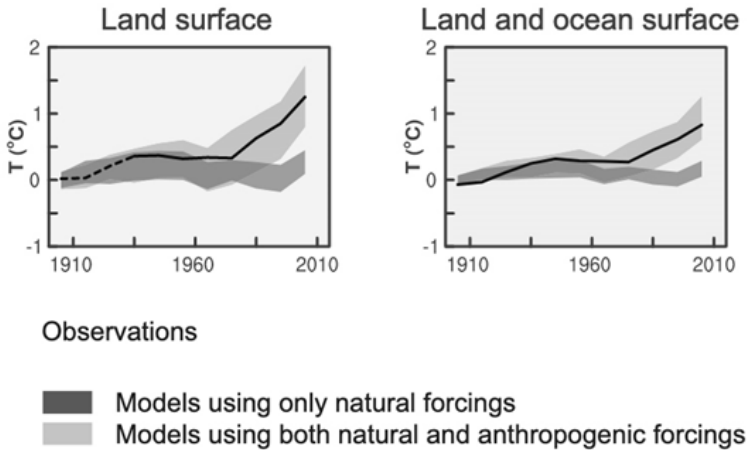 Land surface
Land and ocean surface
2
1
0
-1
T (°C)
1910
1960
2010
2
1
0
-1
T (°C)
1910
1960
2010
Observations
Models using only natural forcings
Models using both natural and anthropogenic forcings